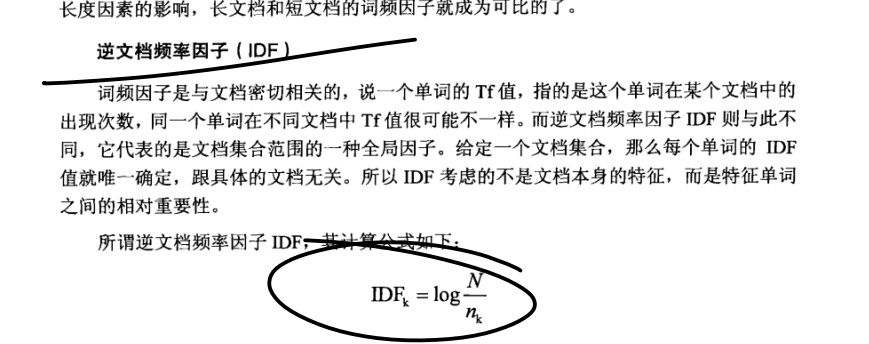 长度因素的影响，长文档和短文档的词频因子就成为可比的了。
逆文档频率因子（IDF）
词频因子是与文档密切相关的，说一个单词的 Tf 值，指的是这个单词在某个文档中的
出现次数，同一个单词在不同文档中 Tf 值很可能不一样。而逆文档频率因子 IDF 则与此不
同，它代表的是文档集合范围的一种全局因子。给定一个文档集合，那么每个单词的 IDF
值就唯一确定，跟具体的文档无关。所以 IDF 考虑的不是文档本身的特征，而是特征单词
之间的相对重要性。
所谓逆文档频率因子 IDF，其计算公式如下：
IDFₖ = log N/nₖ